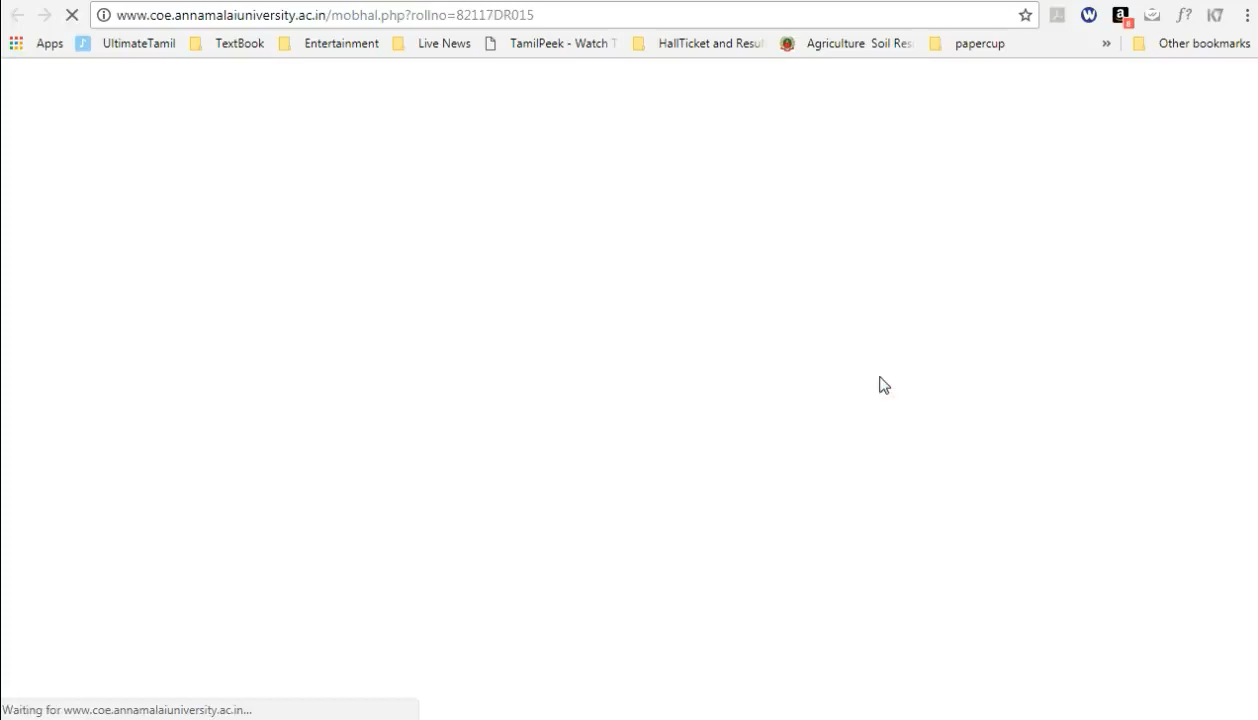 www.coe.annamalaiuniversity.ac.in/mobhal.php?rollno=82117DR015
Apps UltimateTamil TextBook Entertainment Live News TamilPeek - Watch T HallTicket and Resul Agriculture Soil Res papercup » Other bookmarks
Waiting for www.coe.annamalaiuniversity.ac.in...